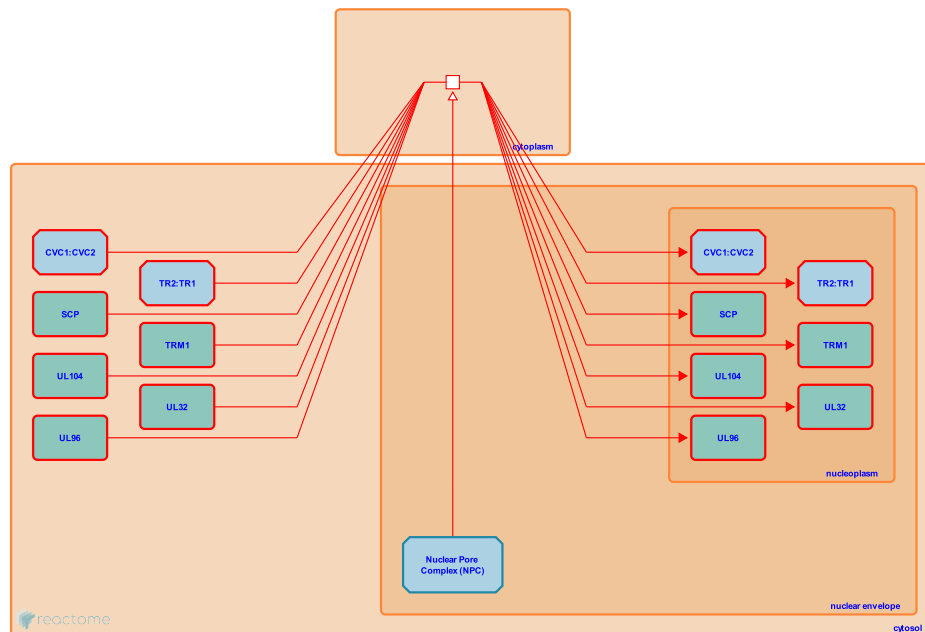 cytoplasm
CVC1:CVC2
TR2:TR1
SCP
TRM1
UL104
UL32
UL96
CVC1:CVC2
TR2:TR1
SCP
TRM1
UL104
UL32
UL96
nucleoplasm
Nuclear Pore
Complex (NPC)
nuclear envelope
reactome
cytosol